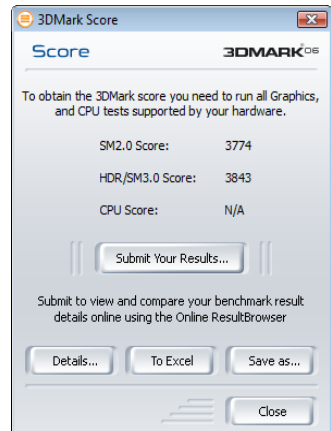 3DMark Score
Score 3DMARK 06
To obtain the 3DMark score you need to run all Graphics,
and CPU tests supported by your hardware.
SM2.0 Score: 3774
HDR/SM3.0 Score: 3843
CPU Score: N/A
Submit Your Results...
Submit to view and compare your benchmark result
details online using the Online ResultBrowser
Details... To Excel Save as...
Close